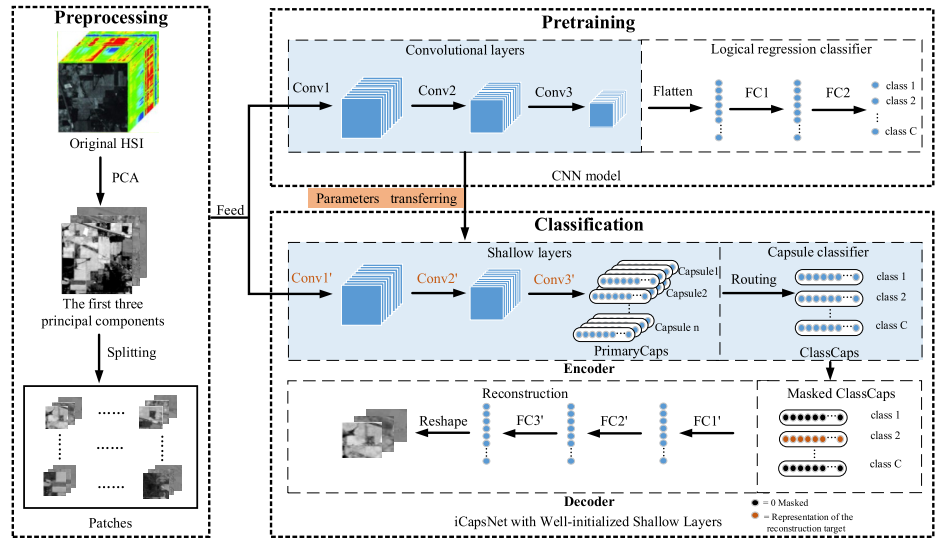 Preprocessing
Original HSI
PCA
The first three
principal components
Splitting
......
......
......
Patches
Feed
Pretraining
Convolutional layers
Logical regression classifier
Conv1
Conv2
Conv3
Flatten
FC1
FC2
class 1
class 2
class C
CNN model
Parameters transferring
Classification
Shallow layers
Capsule classifier
Conv1'
Conv2'
Conv3'
Capsule1
Capsule2
Capsule n
PrimaryCaps
Routing
class 1
class 2
class C
ClassCaps
Encoder
Reconstruction
Masked ClassCaps
Reshape
FC3'
FC2'
FC1'
class 1
class 2
class C
Decoder
iCapsNet with Well-initialized Shallow Layers
= 0 Masked
= Representation of the
reconstruction target